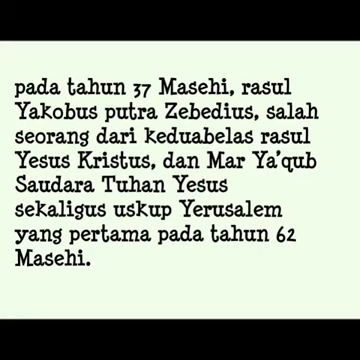 pada tahun 37 Masehi, rasul
Yakobus putra Zebedius, salah
seorang dari keduabelas rasul
Yesus Kristus, dan Mar Ya'qub
Saudara Tuhan Yesus
sekaligus uskup Yerusalem
yang pertama pada tahun 62
Masehi.